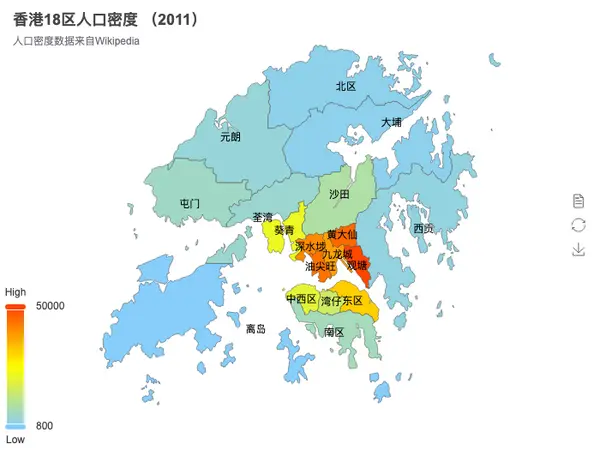 香港18区人口密度 （2011）
人口密度数据来自Wikipedia
北区
大埔
元朗
沙田
屯门
荃湾
葵青
黄大仙
西贡
深水埗
九龙城
油尖旺
观塘
中西区
湾仔
东区
南区
离岛
High
50000
800
Low